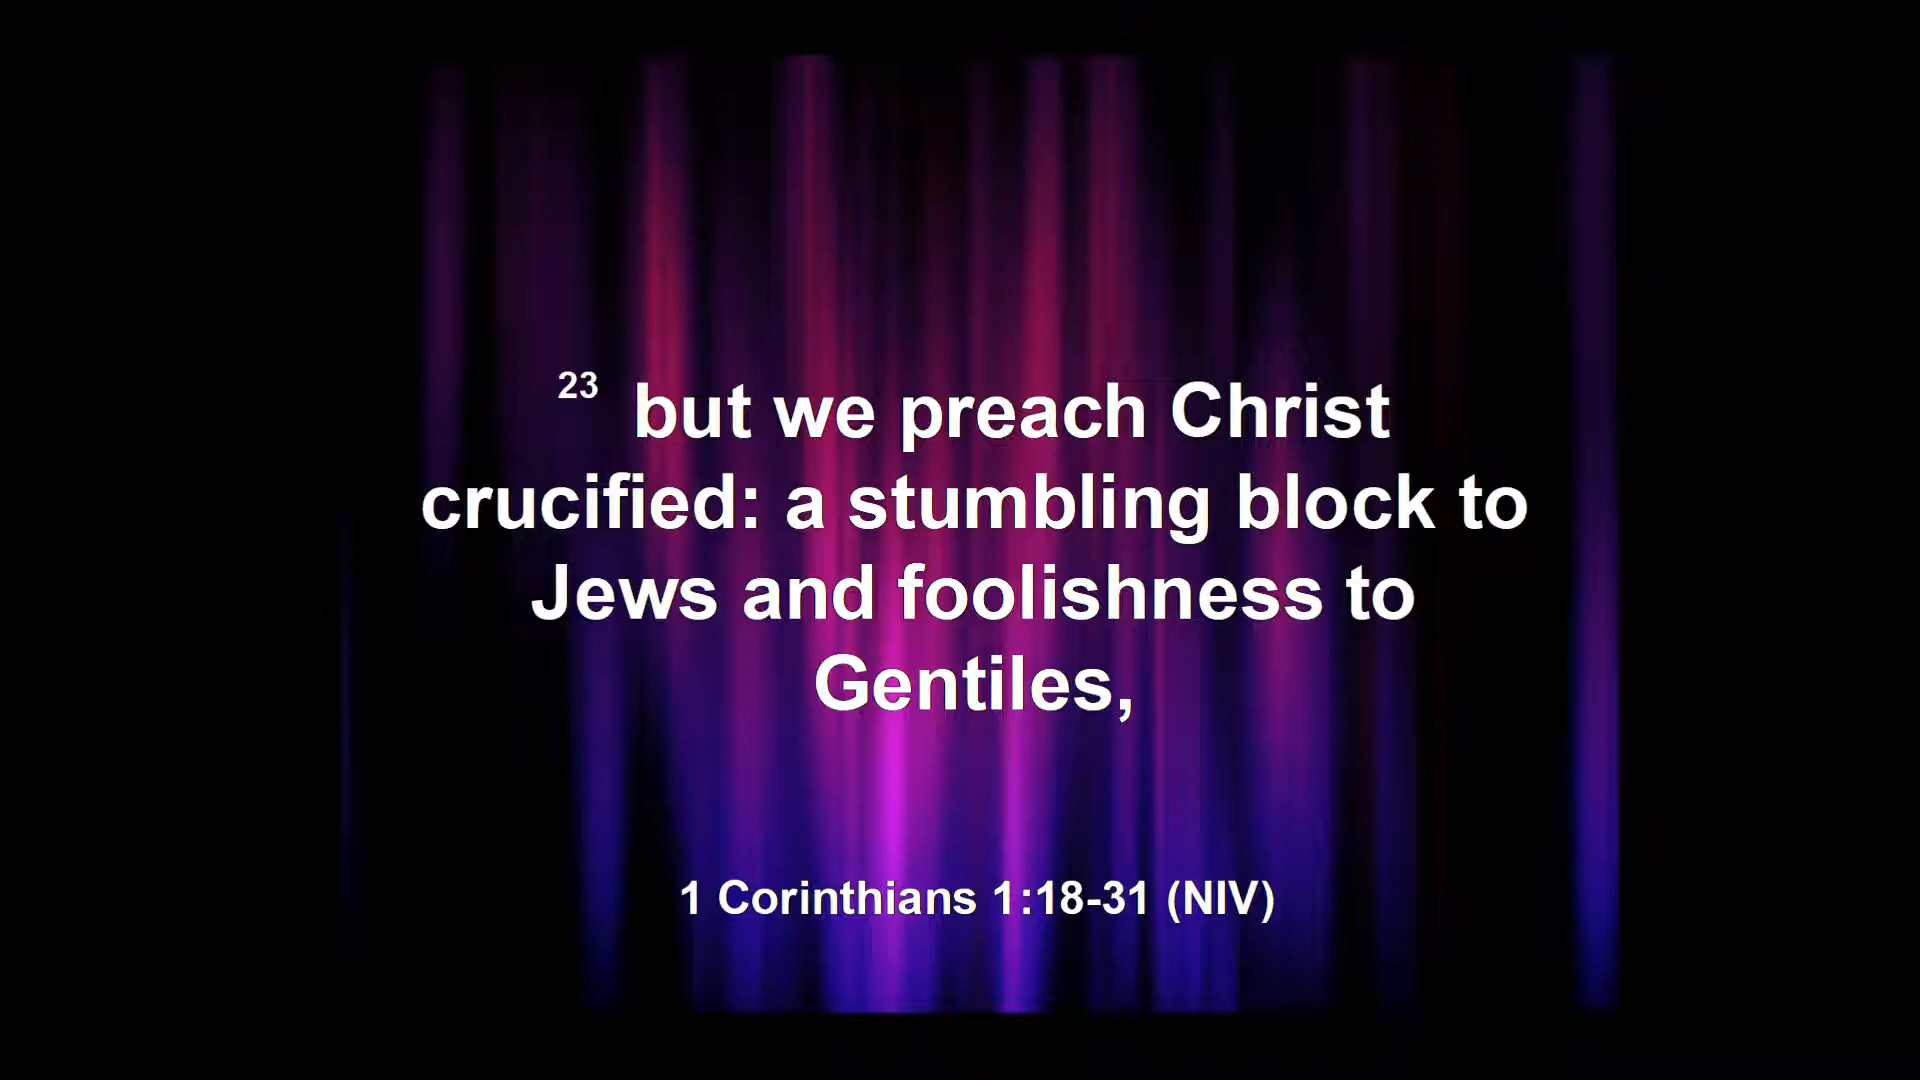 23 but we preach Christ
crucified: a stumbling block to
Jews and foolishness to
Gentiles,
1 Corinthians 1:18-31 (NIV)